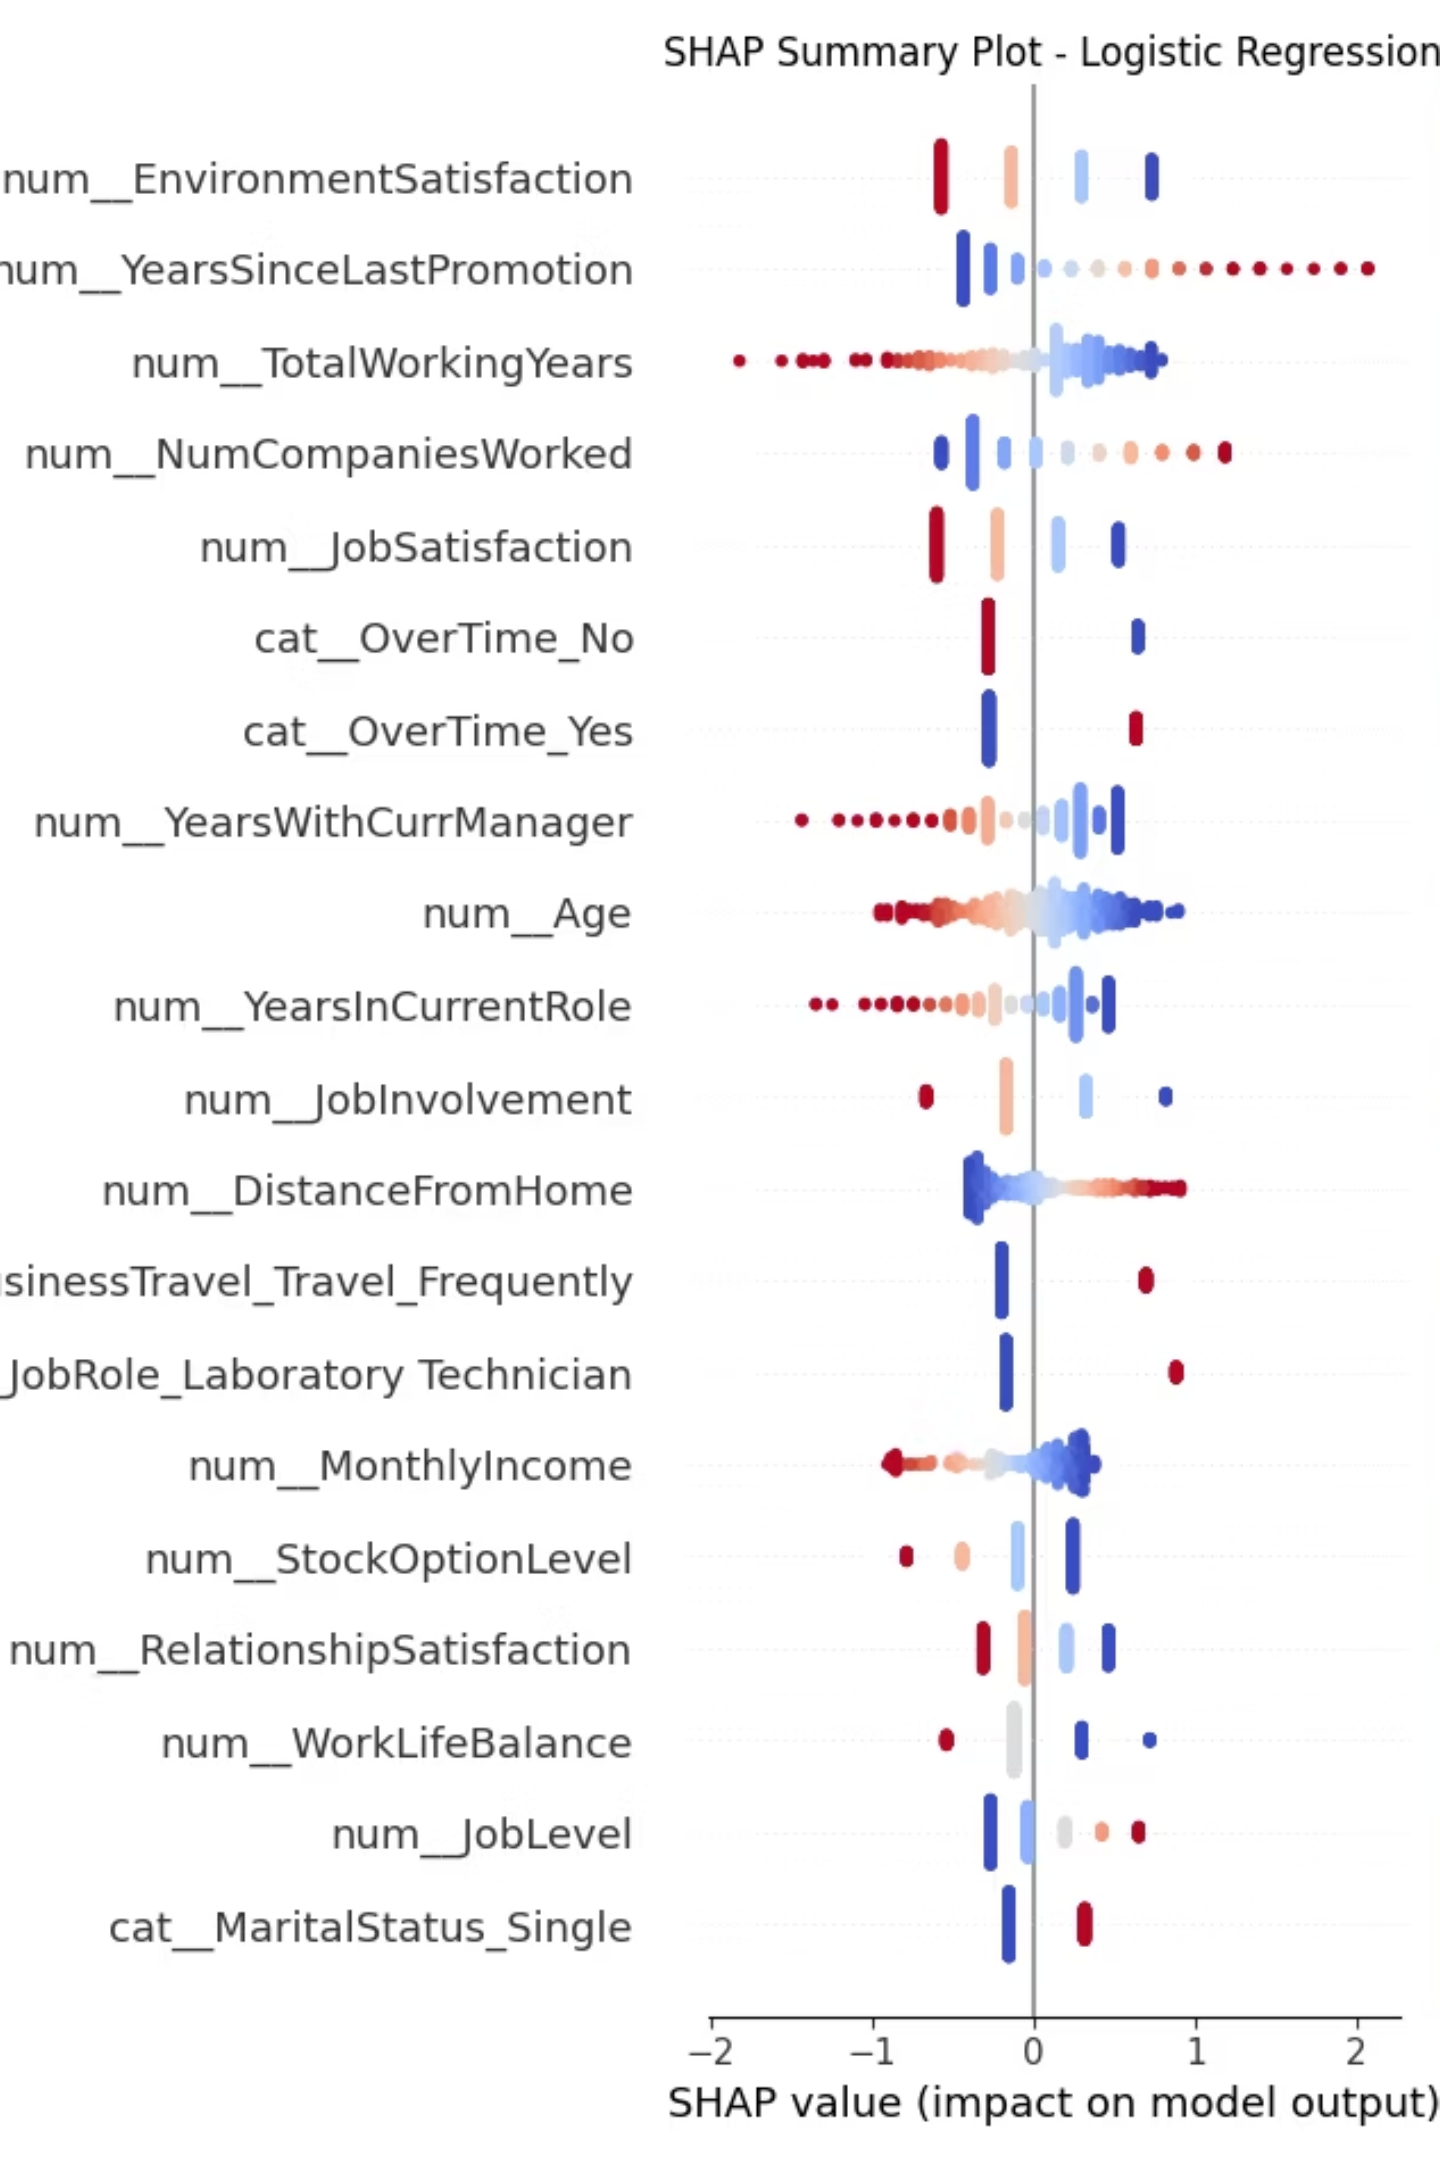 SHAP Summary Plot - Logistic Regression
num__EnvironmentSatisfaction
num__YearsSinceLastPromotion
num__TotalWorkingYears
num__NumCompaniesWorked
num__JobSatisfaction
cat__OverTime_No
cat__OverTime_Yes
num__YearsWithCurrManager
num__Age
num__YearsInCurrentRole
num__JobInvolvement
num__DistanceFromHome
sinessTravel_Travel_Frequently
_JobRole_Laboratory Technician
num__MonthlyIncome
num__StockOptionLevel
num__RelationshipSatisfaction
num__WorkLifeBalance
num__JobLevel
cat__MaritalStatus_Single
−2 −1 0 1 2
SHAP value (impact on model output)